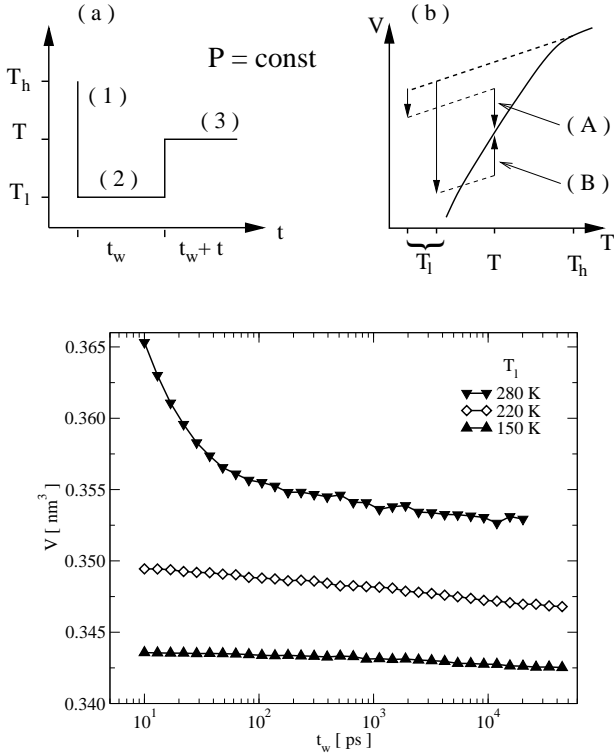 ( a )
P = const
T_h
( 1 )
T
( 3 )
T_l
( 2 )
t
t_w
t_w + t
( b )
V
( A )
( B )
T_l
T
T_h
T
0.365
0.360
0.355
0.350
0.345
0.340
V [ nm^3 ]
T_l
280 K
220 K
150 K
10^1
10^2
10^3
10^4
t_w [ ps ]